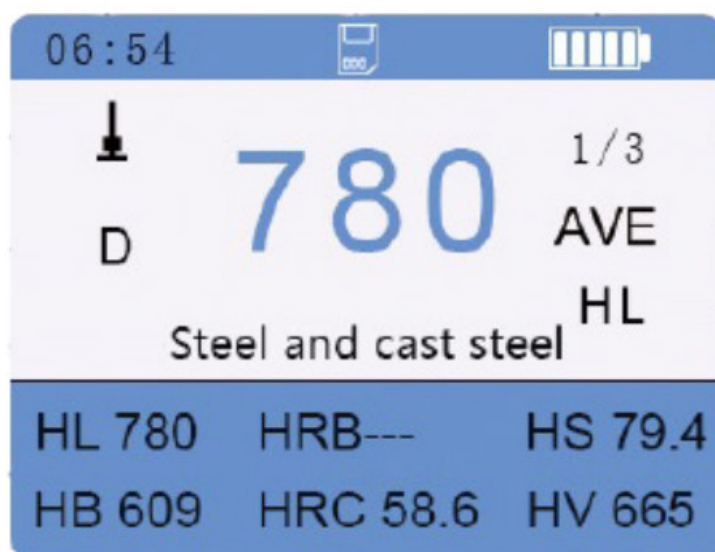 06:54
780
1/3
D
AVE
HL
Steel and cast steel
HL 780 HRB--- HS 79.4
HB 609 HRC 58.6 HV 665